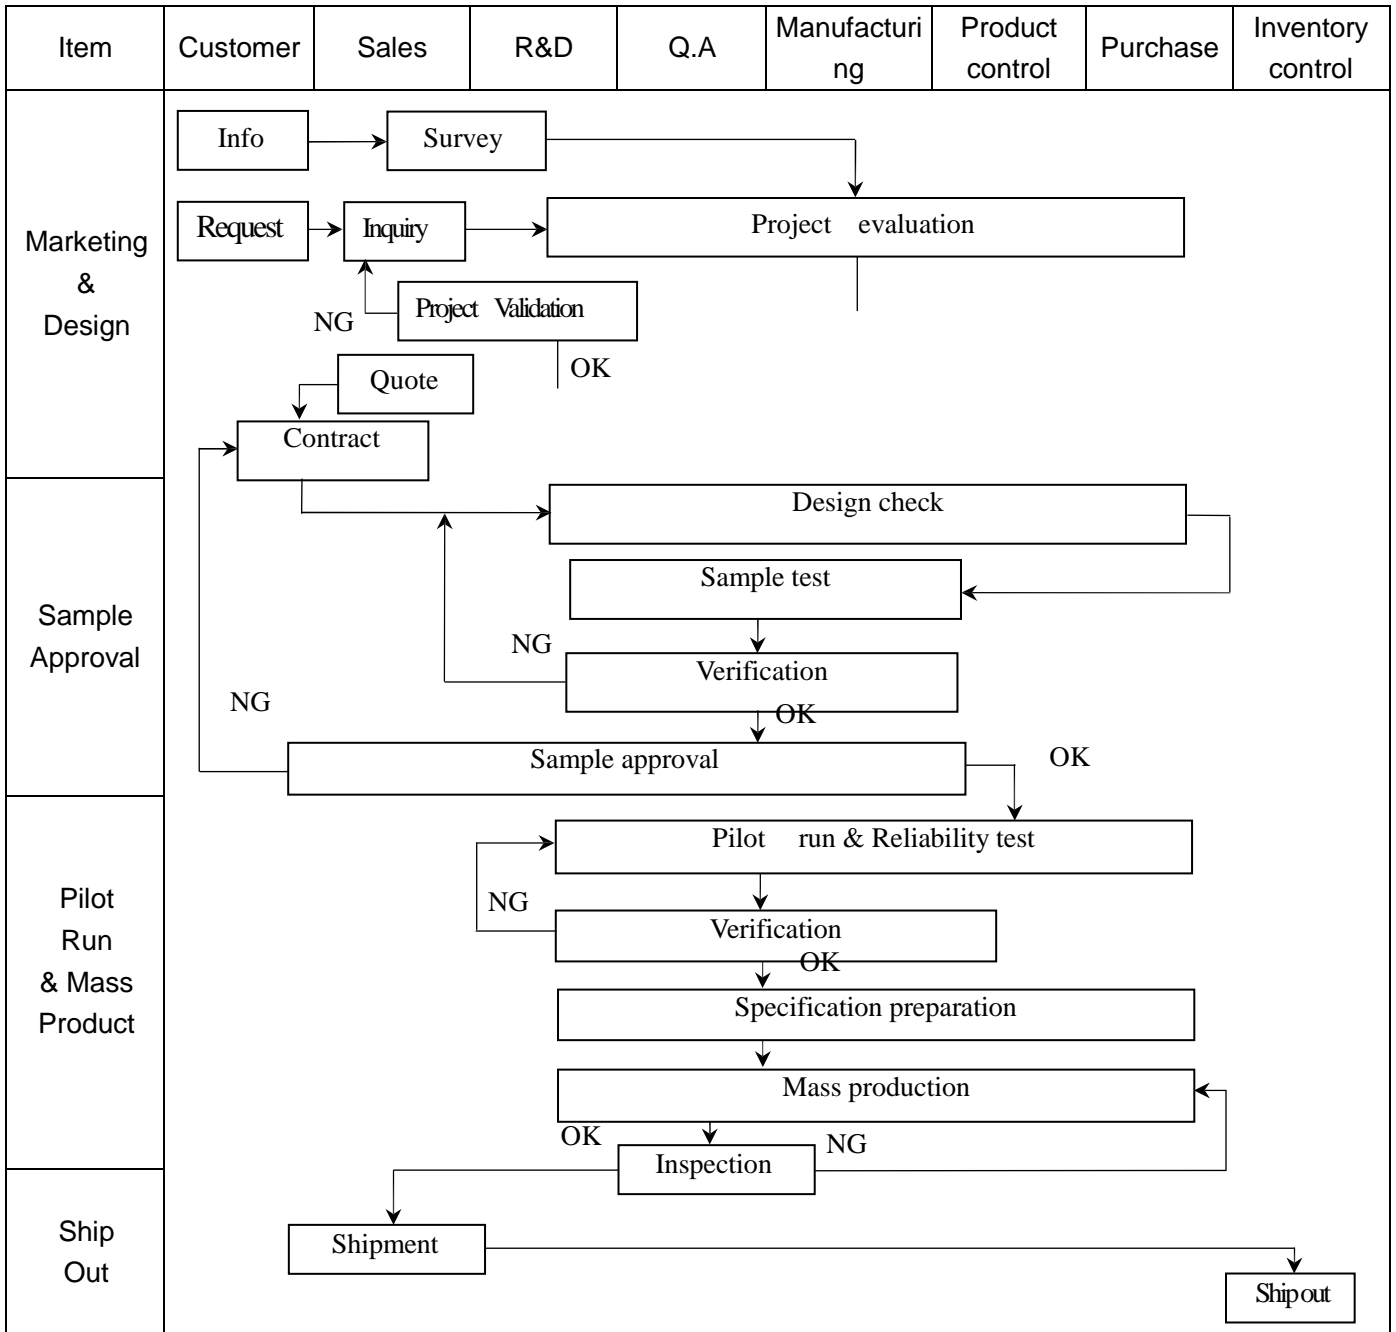 Item
Customer
Sales
R&D
Q.A
Manufacturi
ng
Product
control
Purchase
Inventory
control
Marketing
&
Design
Info
Survey
Request
Inquiry
Project evaluation
Project Validation
NG
OK
Quote
Contract
Sample
Approval
Design check
Sample test
NG
Verification
NG
OK
Sample approval
OK
Pilot
Run
& Mass
Product
Pilot run & Reliability test
NG
Verification
OK
Specification preparation
Mass production
OK
NG
Inspection
Ship
Out
Shipment
Shipout